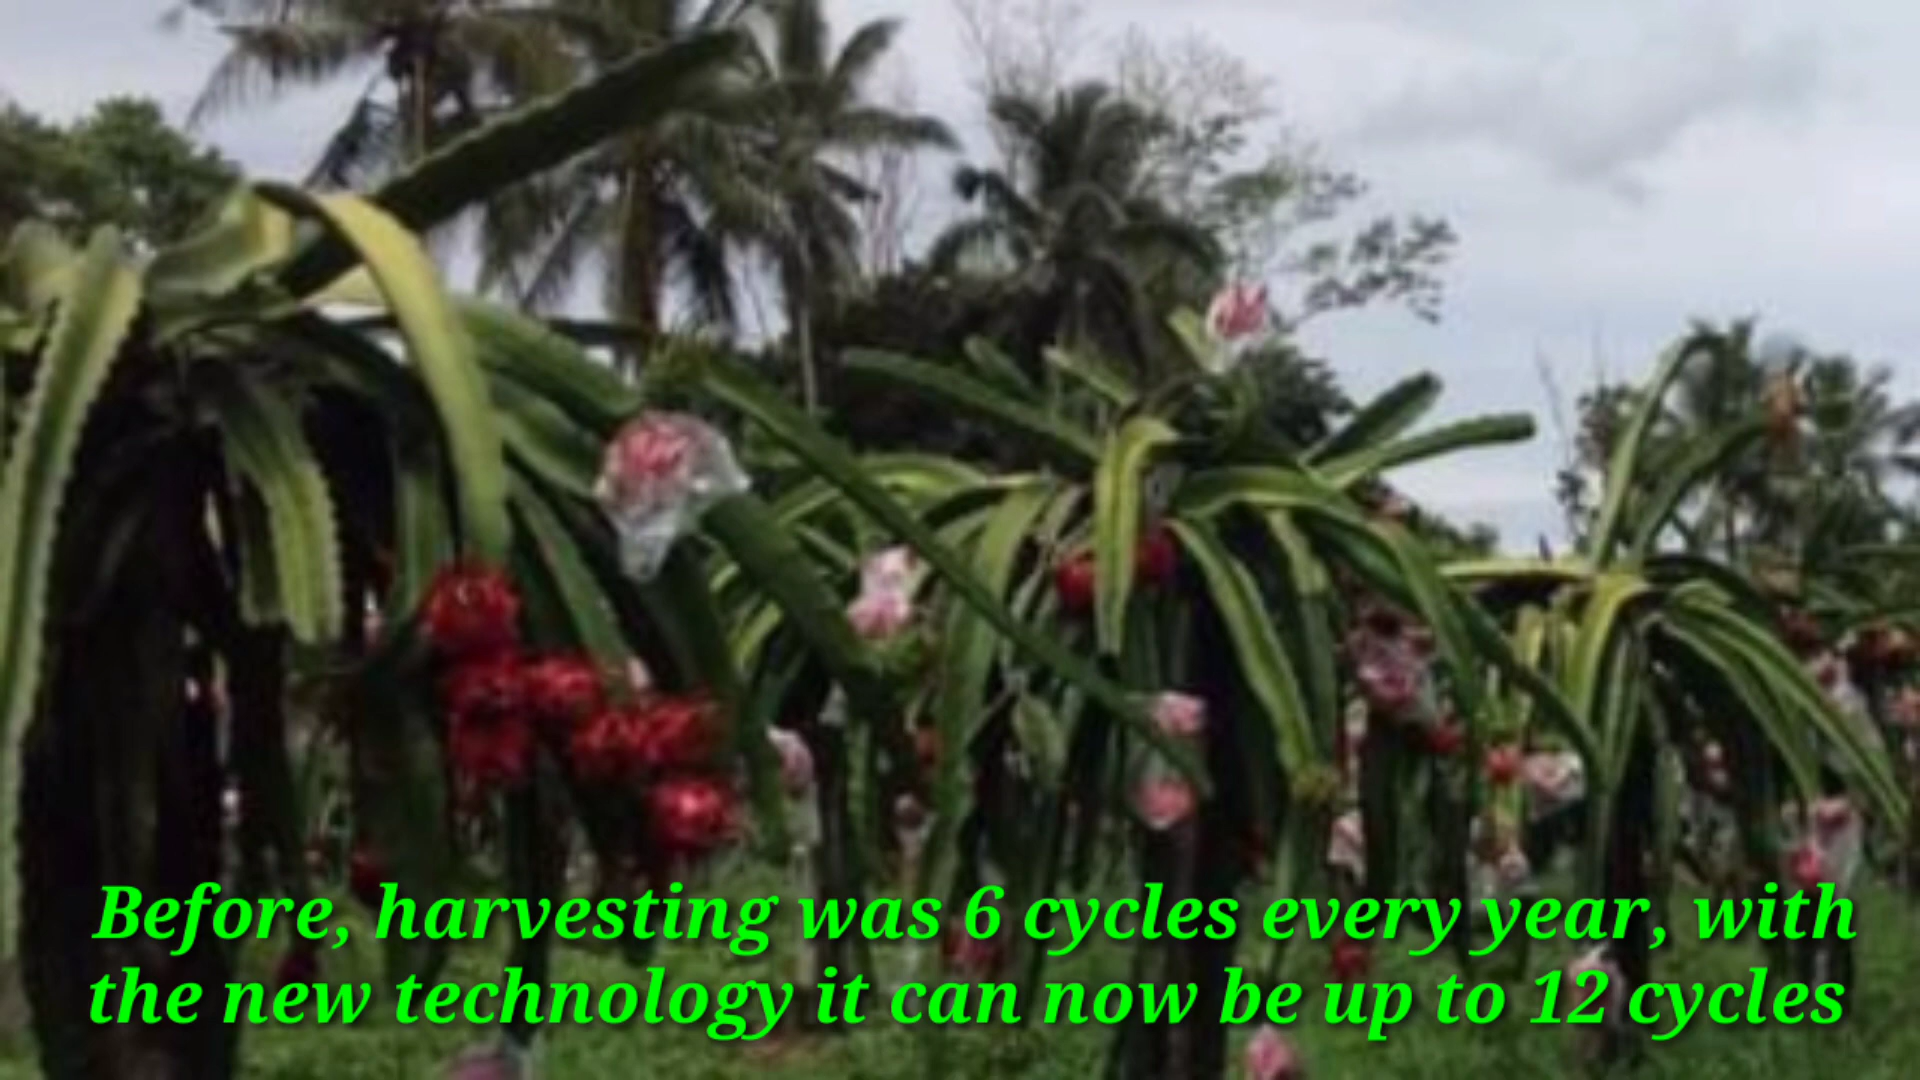 Before, harvesting was 6 cycles every year, with
the new technology it can now be up to 12 cycles